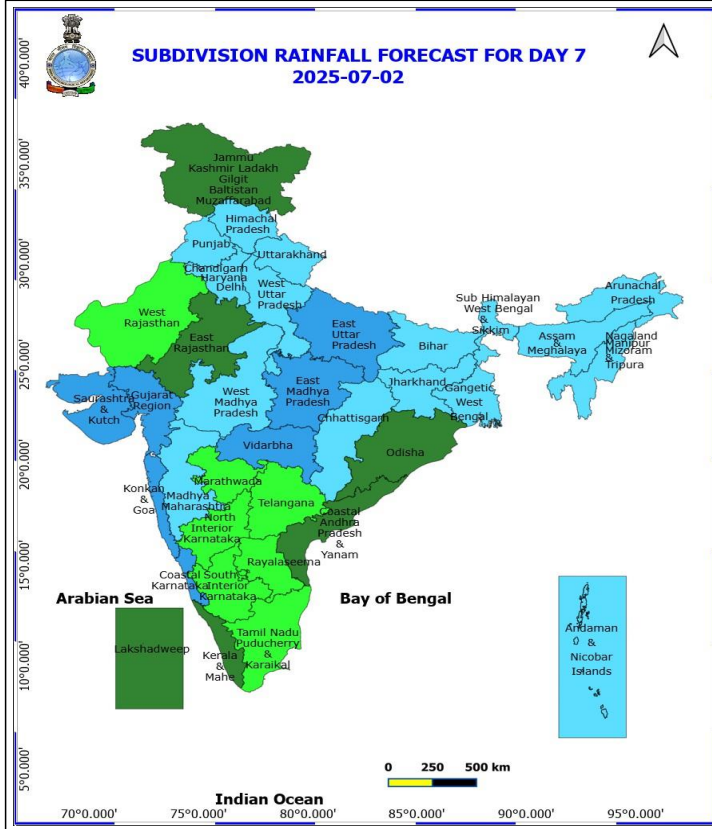 SUBDIVISION RAINFALL FORECAST FOR DAY 7
2025-07-02
40°0.000'
35°0.000'
30°0.000'
25°0.000'
20°0.000'
15°0.000'
10°0.000'
5°0.000'
Jammu
Kashmir Ladakh
Gilgit
Baltistan
Muzaffarabad
Himachal
Pradesh
Punjab
Uttarakhand
Chandigarh
Haryana
Delhi
West
Uttar
Pradesh
West
Rajasthan
East
Rajasthan
East
Uttar
Pradesh
Sub Himalayan
West Bengal
&
Sikkim
Arunachal
Pradesh
Assam
&
Meghalaya
Nagaland
Manipur
Mizoram
&
Tripura
Bihar
Jharkhand
Gangetic
West
Bengal
Saurashtra
&
Kutch
Gujarat
Region
West
Madhya
Pradesh
East
Madhya
Pradesh
Chhattisgarh
Vidarbha
Odisha
Konkan
&
Goa
Madhya
Maharashtra
Marathwada
Telangana
North
Interior
Karnataka
Coastal
Andhra
Pradesh
&
Yanam
Rayalaseema
Coastal
Karnataka
South
Interior
Karnataka
Arabian Sea
Bay of Bengal
Lakshadweep
Kerala
&
Mahe
Tamil Nadu
Puducherry
&
Karaikal
Andaman
&
Nicobar
Islands
0 250 500 km
Indian Ocean
70°0.000' 75°0.000' 80°0.000' 85°0.000' 90°0.000' 95°0.000'